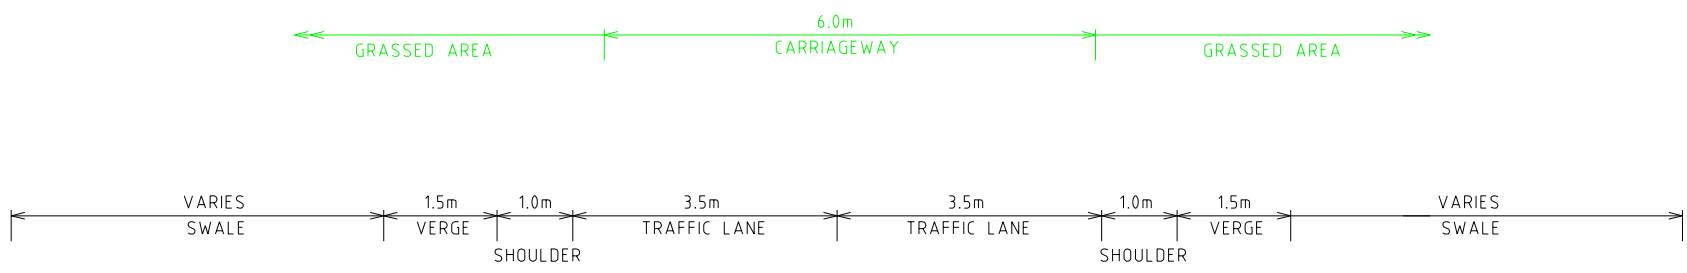 6.0m
GRASSED AREA CARRIAGEWAY GRASSED AREA
VARIES 1.5m 1.0m 3.5m 3.5m 1.0m 1.5m VARIES
SWALE VERGE TRAFFIC LANE TRAFFIC LANE VERGE SWALE
SHOULDER SHOULDER